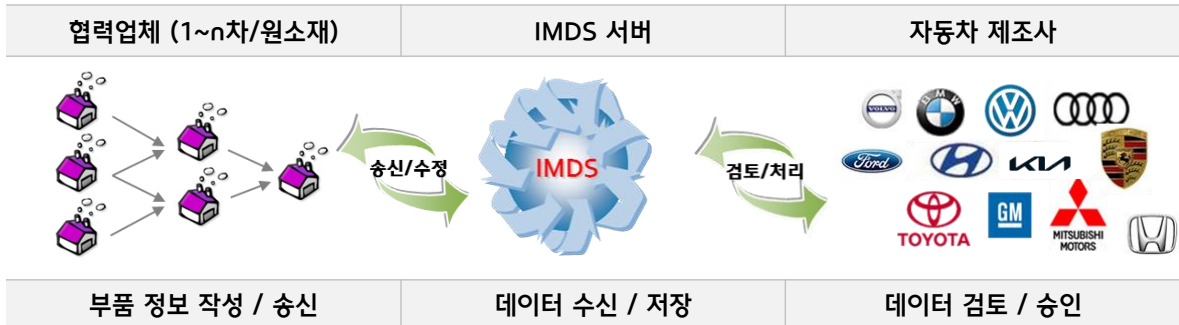 협력업체 (1~n차/원소재)
IMDS 서버
자동차 제조사
송신/수정
IMDS
검토/처리
VOLVO
BMW
Ford
KIA
TOYOTA
GM
MITSUBISHI
MOTORS
부품 정보 작성 / 송신
데이터 수신 / 저장
데이터 검토 / 승인